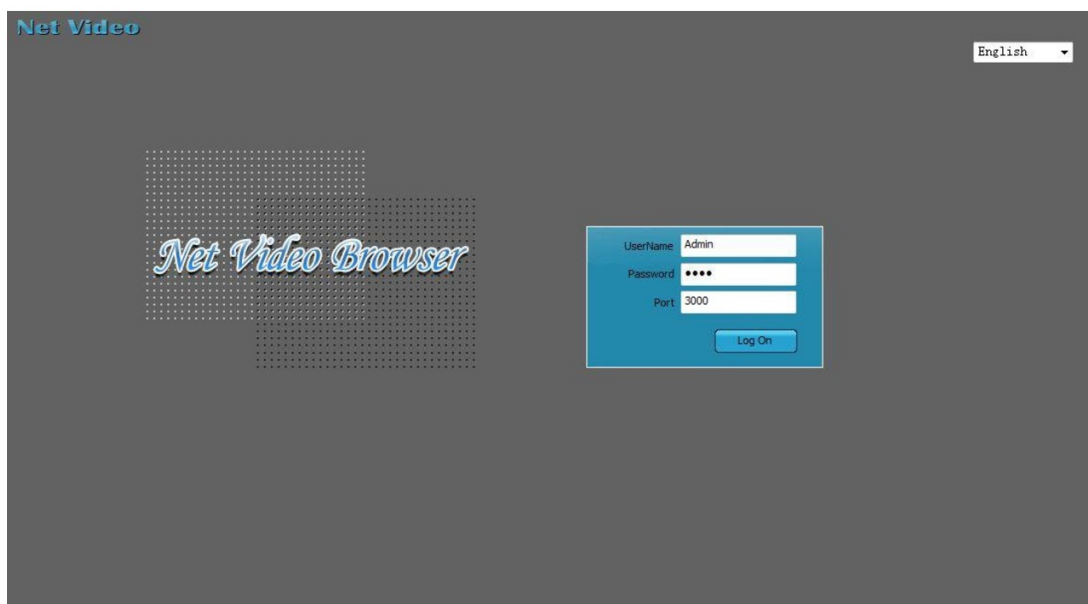 Net Video
English
Net Video Browser
UserName Admin
Password ●●●●
Port 3000
Log On